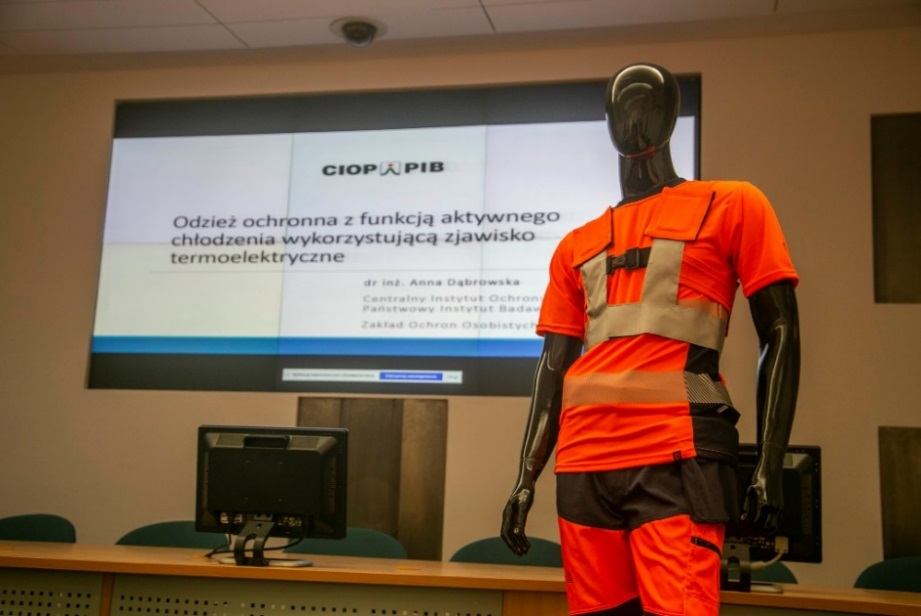 CIOP PIB
Odzież ochronna z funkcją aktywnego
chłodzenia wykorzystującą zjawisko
termoelektryczne
dr inż. Anna Dąbrowska
Centralny Instytut Ochrony
Państwowy Instytut Badaw
Zakład Ochron Osobistych